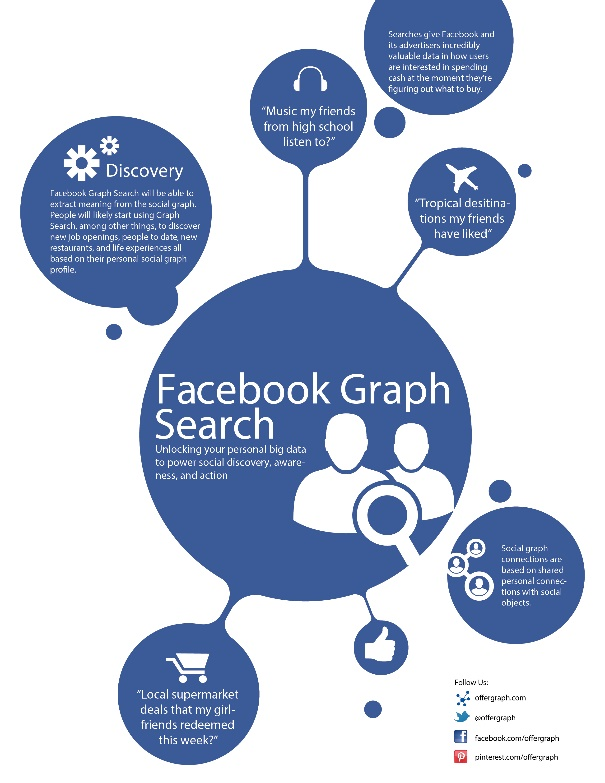 Searches give Facebook and
its advertisers incredibly
valuable data in how users
are interested in spending
cash at the moment they're
figuring out what to buy.
"Music my friends
from high school
listen to?"
Discovery
Facebook Graph Search will be able to
extract meaning from the social graph.
People will likely start using Graph
Search, among other things, to discover
new job openings, people to date, new
restaurants, and life experiences all
based on their personal social graph
profile.
"Tropical desitina-
tions my friends
have liked"
Facebook Graph
Search
Unlocking your personal big data
to power social discovery, aware-
ness, and action
Social graph
connections are
based on shared
personal connec-
tions with social
objects.
"Local supermarket
deals that my girl-
friends redeemed
this week?"
Follow Us:
offergraph.com
@offergraph
facebook.com/offergraph
pinterest.com/offergraph